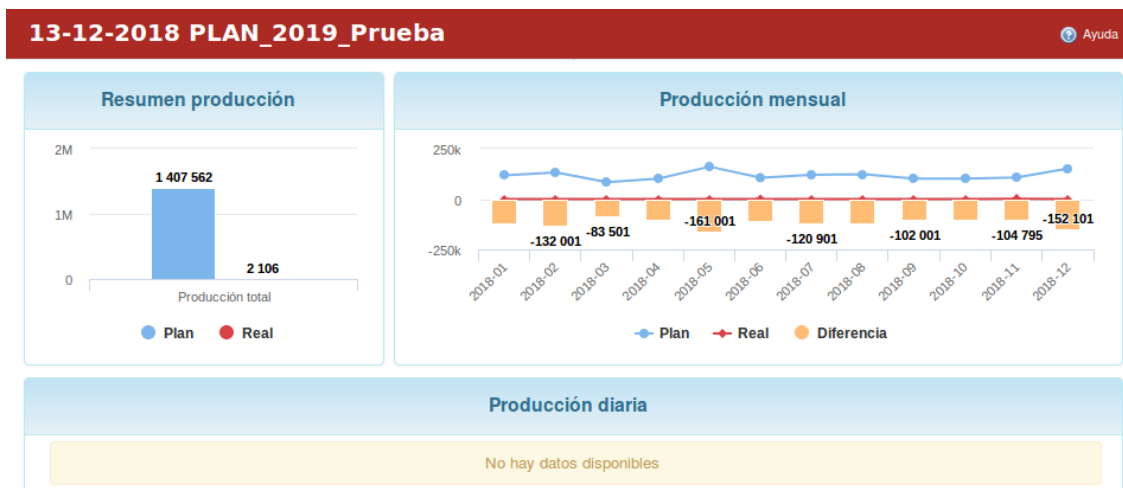 13-12-2018 PLAN_2019_Prueba
Ayuda
Resumen producción
2M
1M
0
1 407 562
2 106
Producción total
Plan Real
Producción mensual
250k
0
-250k
-132 001
-83 501
-161 001
-120 901
-102 001
-104 795
-152 101
2018-01 2018-02 2018-03 2018-04 2018-05 2018-06 2018-07 2018-08 2018-09 2018-10 2018-11 2018-12
Plan Real Diferencia
Producción diaria
No hay datos disponibles